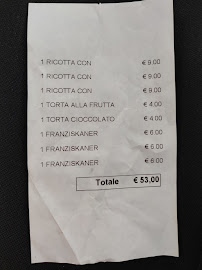 1 RICOTTA CON € 9,00
1 RICOTTA CON € 9,00
1 RICOTTA CON € 9,00
1 TORTA ALLA FRUTTA € 4,00
1 TORTA CIOCCOLATO € 4,00
1 FRANZISKANER € 6,00
1 FRANZISKANER € 6,00
1 FRANZISKANER € 6,00
Totale € 53,00